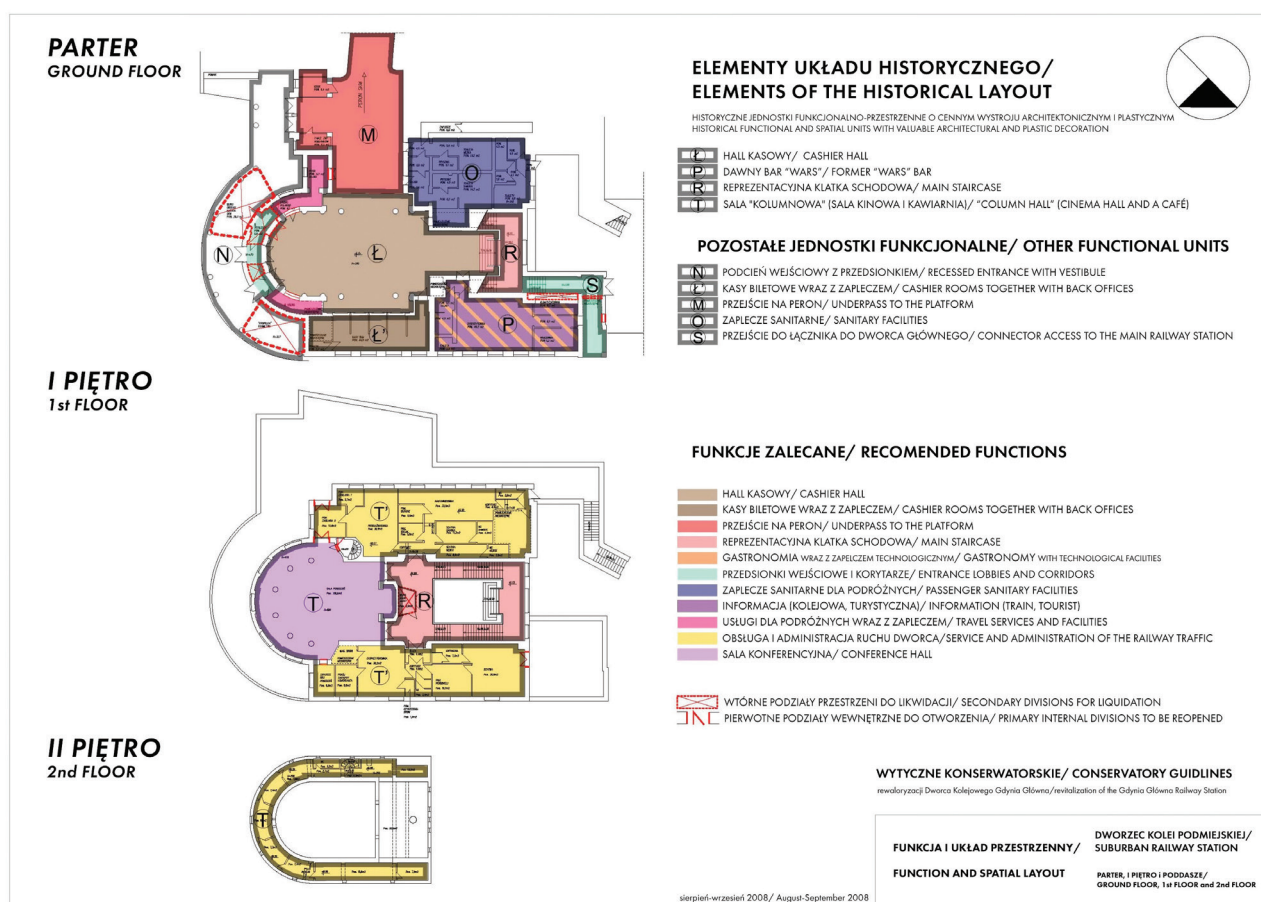 PARTER
GROUND FLOOR
M
O
N
Ł
R
S
Ł'
P
I PIĘTRO
1st FLOOR
T'
T
R
T'
II PIĘTRO
2nd FLOOR
T
ELEMENTY UKŁADU HISTORYCZNEGO/
ELEMENTS OF THE HISTORICAL LAYOUT
HISTORYCZNE JEDNOSTKI FUNKCJONALNO-PRZESTRZENNE O CENNYM WYSTROJU ARCHITEKTONICZNYM I PLASTYCZNYM
HISTORICAL FUNCTIONAL AND SPATIAL UNITS WITH VALUABLE ARCHITECTURAL AND PLASTIC DECORATION
Ł HALL KASOWY/ CASHIER HALL
P DAWNY BAR "WARS"/ FORMER "WARS" BAR
R REPREZENTACYJNA KLATKA SCHODOWA/ MAIN STAIRCASE
T SALA "KOLUMNOWA" (SALA KINOWA I KAWIARNIA)/ "COLUMN HALL" (CINEMA HALL AND A CAFÉ)
POZOSTAŁE JEDNOSTKI FUNKCJONALNE/ OTHER FUNCTIONAL UNITS
N PODCIEŃ WEJŚCIOWY Z PRZEDSIONKIEM/ RECESSED ENTRANCE WITH VESTIBULE
Ł' KASY BILETOWE WRAZ Z ZAPLECZEM/ CASHIER ROOMS TOGETHER WITH BACK OFFICES
M PRZEJŚCIE NA PERON/ UNDERPASS TO THE PLATFORM
O ZAPLECZE SANITARNE/ SANITARY FACILITIES
S PRZEJŚCIE DO ŁĄCZNIKA DO DWORCA GŁÓWNEGO/ CONNECTOR ACCESS TO THE MAIN RAILWAY STATION
FUNKCJE ZALECANE/ RECOMENDED FUNCTIONS
HALL KASOWY/ CASHIER HALL
KASY BILETOWE WRAZ Z ZAPLECZEM/ CASHIER ROOMS TOGETHER WITH BACK OFFICES
PRZEJŚCIE NA PERON/ UNDERPASS TO THE PLATFORM
REPREZENTACYJNA KLATKA SCHODOWA/ MAIN STAIRCASE
GASTRONOMIA WRAZ Z ZAPLECZEM TECHNOLOGICZNYM/ GASTRONOMY WITH TECHNOLOGICAL FACILITIES
PRZEDSIONKI WEJŚCIOWE I KORYTARZE/ ENTRANCE LOBBIES AND CORRIDORS
ZAPLECZE SANITARNE DLA PODRÓŻNYCH/ PASSENGER SANITARY FACILITIES
INFORMACJA (KOLEJOWA, TURYSTYCZNA)/ INFORMATION (TRAIN, TOURIST)
USŁUGI DLA PODRÓŻNYCH WRAZ Z ZAPLECZEM/ TRAVEL SERVICES AND FACILITIES
OBSŁUGA I ADMINISTRACJA RUCHU DWORCA/SERVICE AND ADMINISTRATION OF THE RAILWAY TRAFFIC
SALA KONFERENCYJNA/ CONFERENCE HALL
WTÓRNE PODZIAŁY PRZESTRZENI DO LIKWIDACJI/ SECONDARY DIVISIONS FOR LIQUIDATION
PIERWOTNE PODZIAŁY WEWNĘTRZNE DO OTWORZENIA/ PRIMARY INTERNAL DIVISIONS TO BE REOPENED
WYTYCZNE KONSERWATORSKIE/ CONSERVATORY GUIDLINES
rewaloryzacji Dworca Kolejowego Gdynia Główna/revitalization of the Gdynia Główna Railway Station
FUNKCJA I UKŁAD PRZESTRZENNY/
FUNCTION AND SPATIAL LAYOUT
DWORZEC KOLEI PODMIEJSKIEJ/
SUBURBAN RAILWAY STATION
PARTER, I PIĘTRO i PODDASZE/
GROUND FLOOR, 1st FLOOR and 2nd FLOOR
sierpień-wrzesień 2008/ August-September 2008